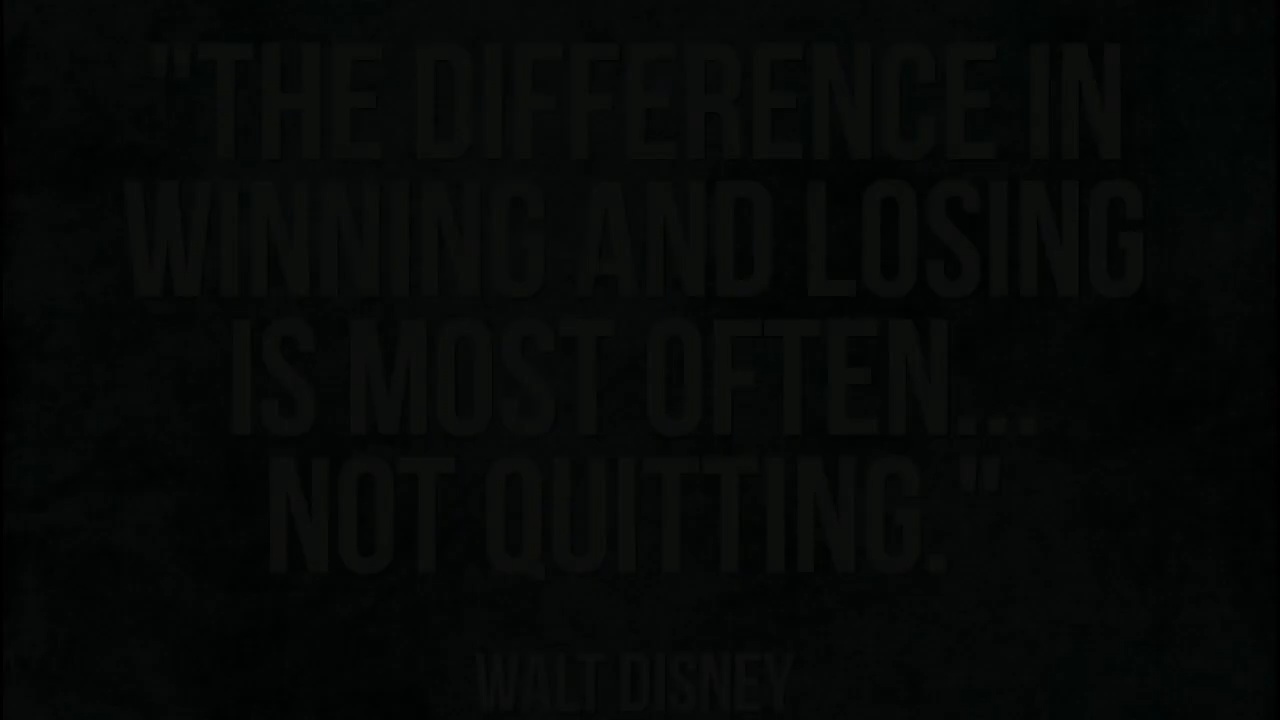 "THE DIFFERENCE IN
WINNING AND LOSING
IS MOST OFTEN...
NOT QUITTING."
WALT DISNEY